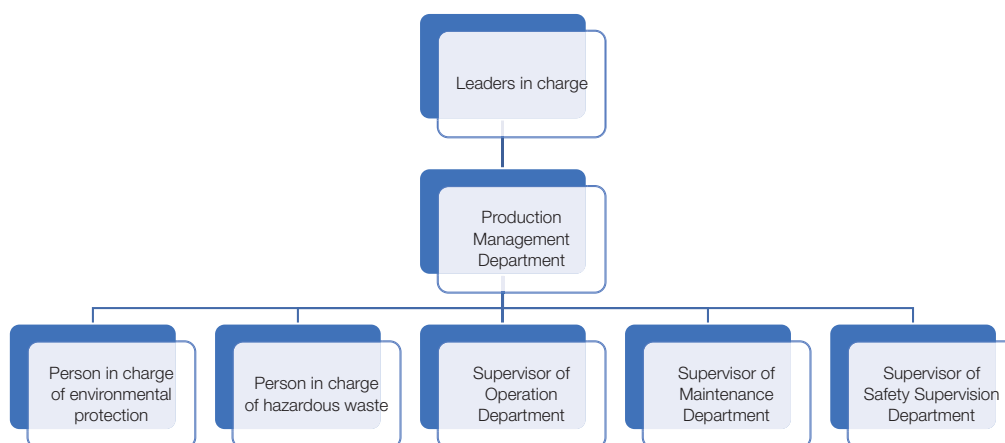 Leaders in charge
Production
Management
Department
Person in charge
of environmental
protection
Person in charge
of hazardous waste
Supervisor of
Operation
Department
Supervisor of
Maintenance
Department
Supervisor of
Safety Supervision
Department